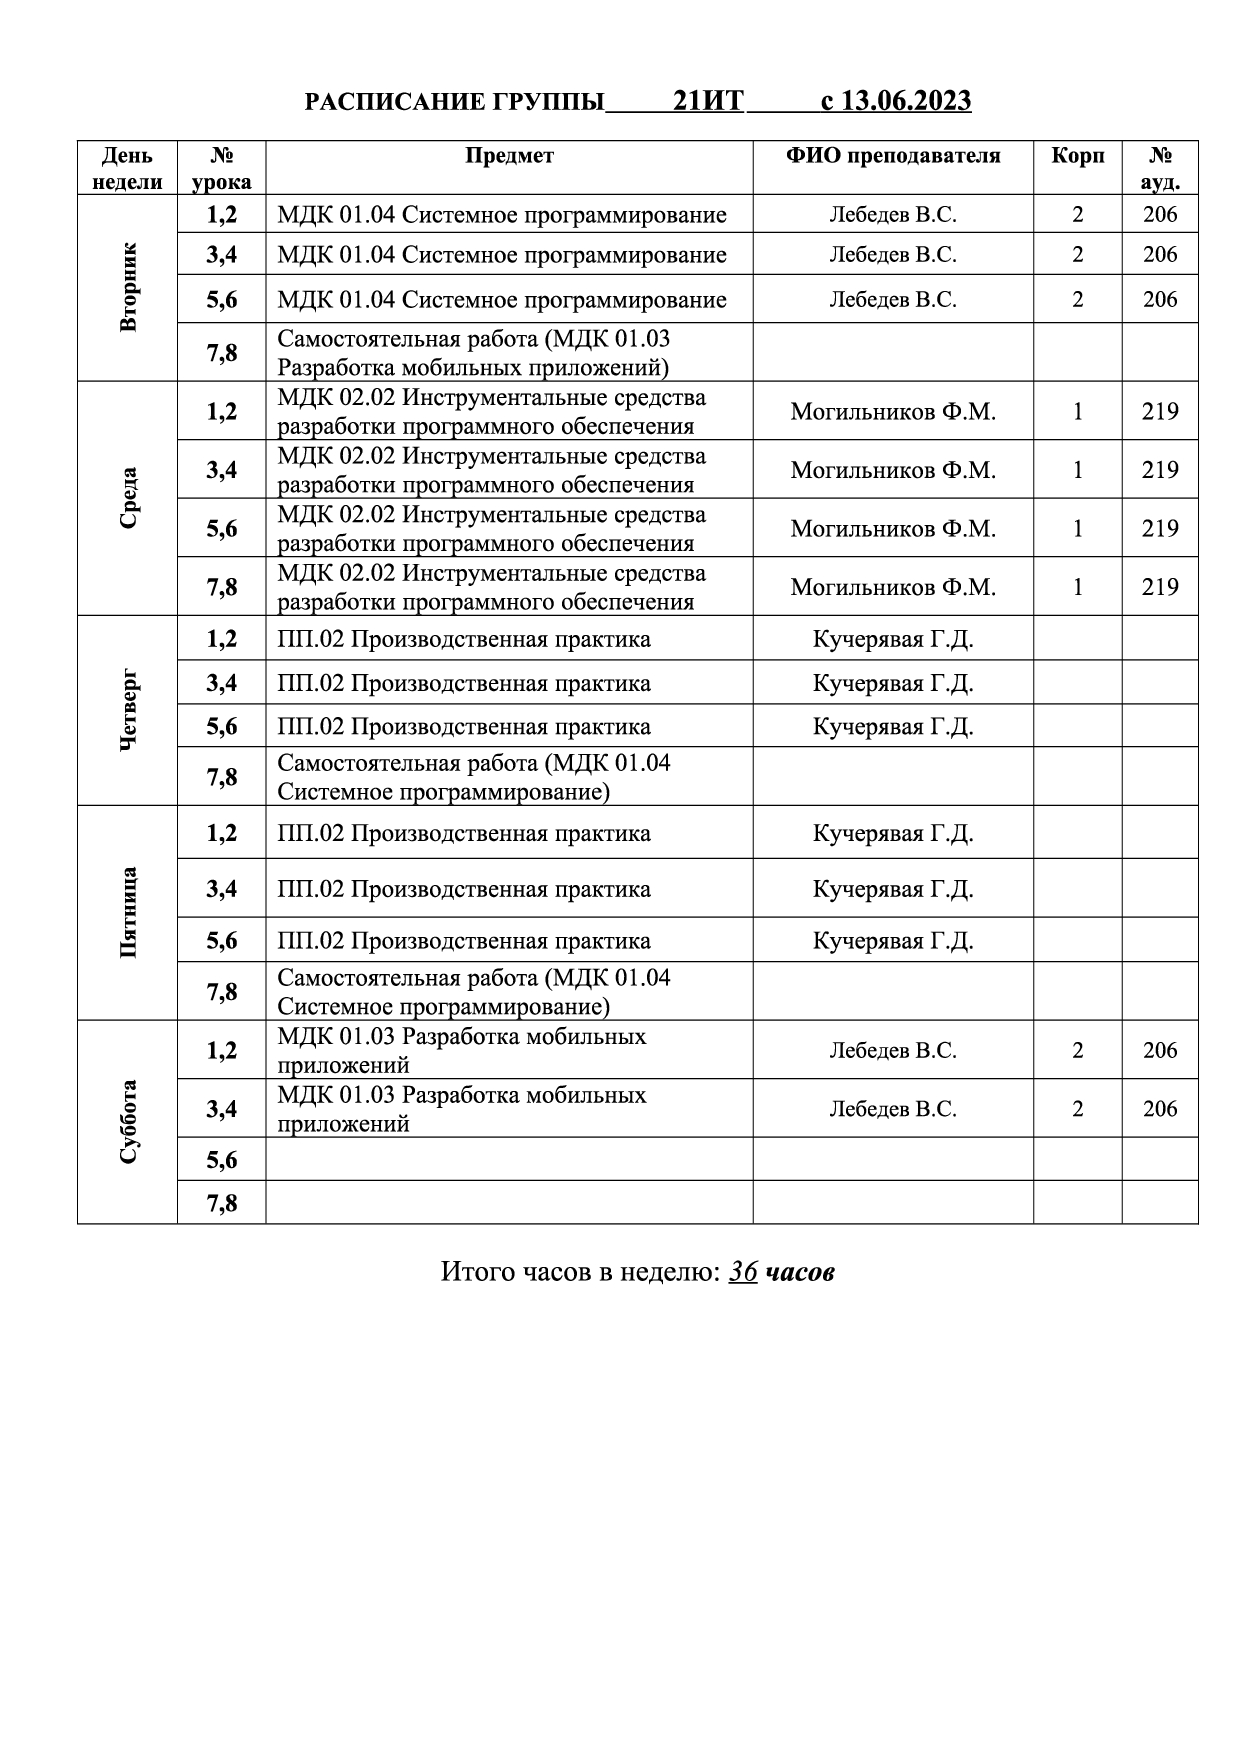 РАСПИСАНИЕ ГРУППЫ 21ИТ с 13.06.2023
День недели № урока Предмет ФИО преподавателя Корп № ауд.
Вторник
1,2 МДК 01.04 Системное программирование Лебедев В.С. 2 206
3,4 МДК 01.04 Системное программирование Лебедев В.С. 2 206
5,6 МДК 01.04 Системное программирование Лебедев В.С. 2 206
7,8 Самостоятельная работа (МДК 01.03
Разработка мобильных приложений)
Среда
1,2 МДК 02.02 Инструментальные средства
разработки программного обеспечения Могильников Ф.М. 1 219
3,4 МДК 02.02 Инструментальные средства
разработки программного обеспечения Могильников Ф.М. 1 219
5,6 МДК 02.02 Инструментальные средства
разработки программного обеспечения Могильников Ф.М. 1 219
7,8 МДК 02.02 Инструментальные средства
разработки программного обеспечения Могильников Ф.М. 1 219
Четверг
1,2 ПП.02 Производственная практика Кучерявая Г.Д.
3,4 ПП.02 Производственная практика Кучерявая Г.Д.
5,6 ПП.02 Производственная практика Кучерявая Г.Д.
7,8 Самостоятельная работа (МДК 01.04
Системное программирование)
Пятница
1,2 ПП.02 Производственная практика Кучерявая Г.Д.
3,4 ПП.02 Производственная практика Кучерявая Г.Д.
5,6 ПП.02 Производственная практика Кучерявая Г.Д.
7,8 Самостоятельная работа (МДК 01.04
Системное программирование)
Суббота
1,2 МДК 01.03 Разработка мобильных
приложений Лебедев В.С. 2 206
3,4 МДК 01.03 Разработка мобильных
приложений Лебедев В.С. 2 206
5,6
7,8
Итого часов в неделю: 36 часов